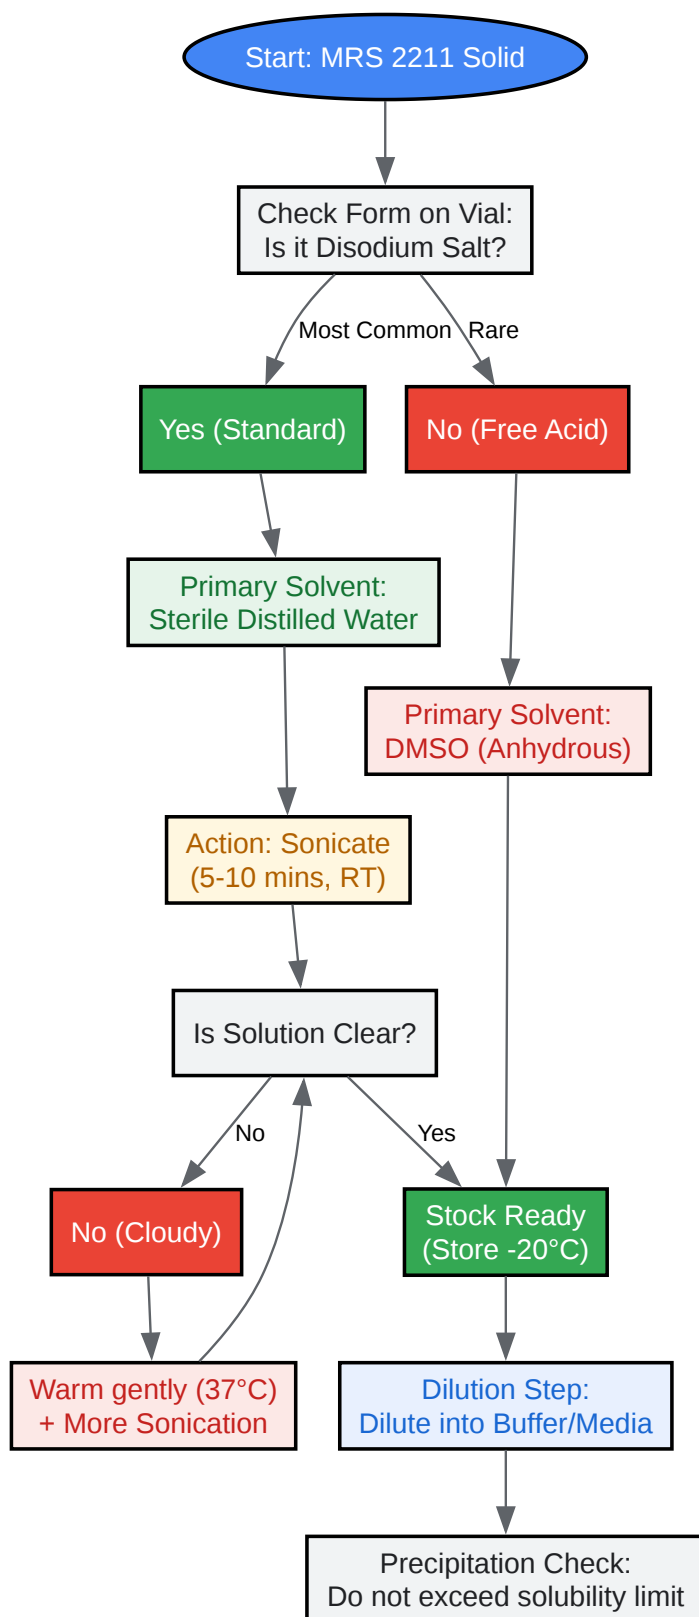 Start: MRS 2211 Solid
Check Form on Vial:
Is it Disodium Salt?
Most Common
Rare
Yes (Standard)
No (Free Acid)
Primary Solvent:
Sterile Distilled Water
Primary Solvent:
DMSO (Anhydrous)
Action: Sonicate
(5-10 mins, RT)
Is Solution Clear?
No
Yes
No (Cloudy)
Stock Ready
(Store -20°C)
Warm gently (37°C)
+ More Sonication
Dilution Step:
Dilute into Buffer/Media
Precipitation Check:
Do not exceed solubility limit